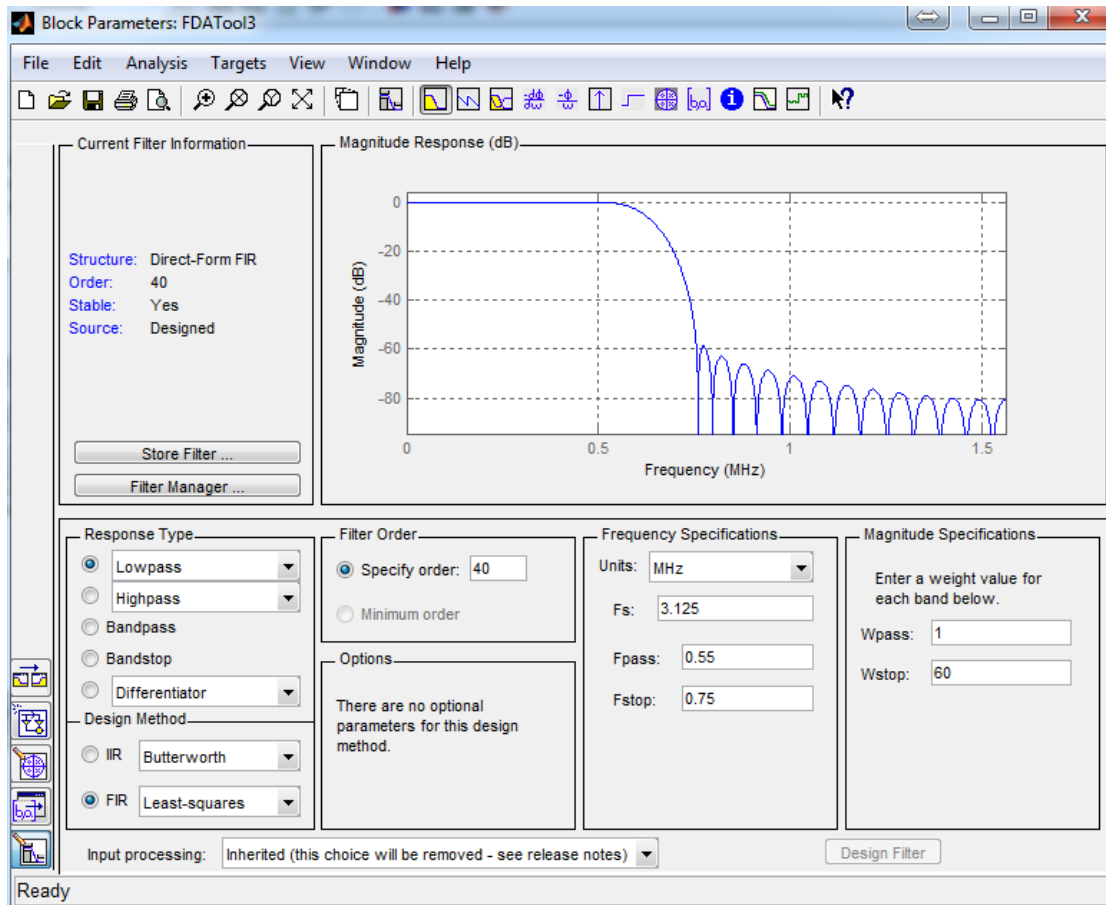 Block Parameters: FDATool3
File Edit Analysis Targets View Window Help
Current Filter Information
Structure: Direct-Form FIR
Order: 40
Stable: Yes
Source: Designed
Store Filter ...
Filter Manager ...
Magnitude Response (dB)
Magnitude (dB)
0
-20
-40
-60
-80
0 0.5 1 1.5
Frequency (MHz)
Response Type
Lowpass
Highpass
Bandpass
Bandstop
Differentiator
Design Method
IIR Butterworth
FIR Least-squares
Filter Order
Specify order: 40
Minimum order
Options
There are no optional
parameters for this design
method.
Frequency Specifications
Units: MHz
Fs: 3.125
Fpass: 0.55
Fstop: 0.75
Magnitude Specifications
Enter a weight value for
each band below.
Wpass: 1
Wstop: 60
Input processing: Inherited (this choice will be removed - see release notes)
Design Filter
Ready